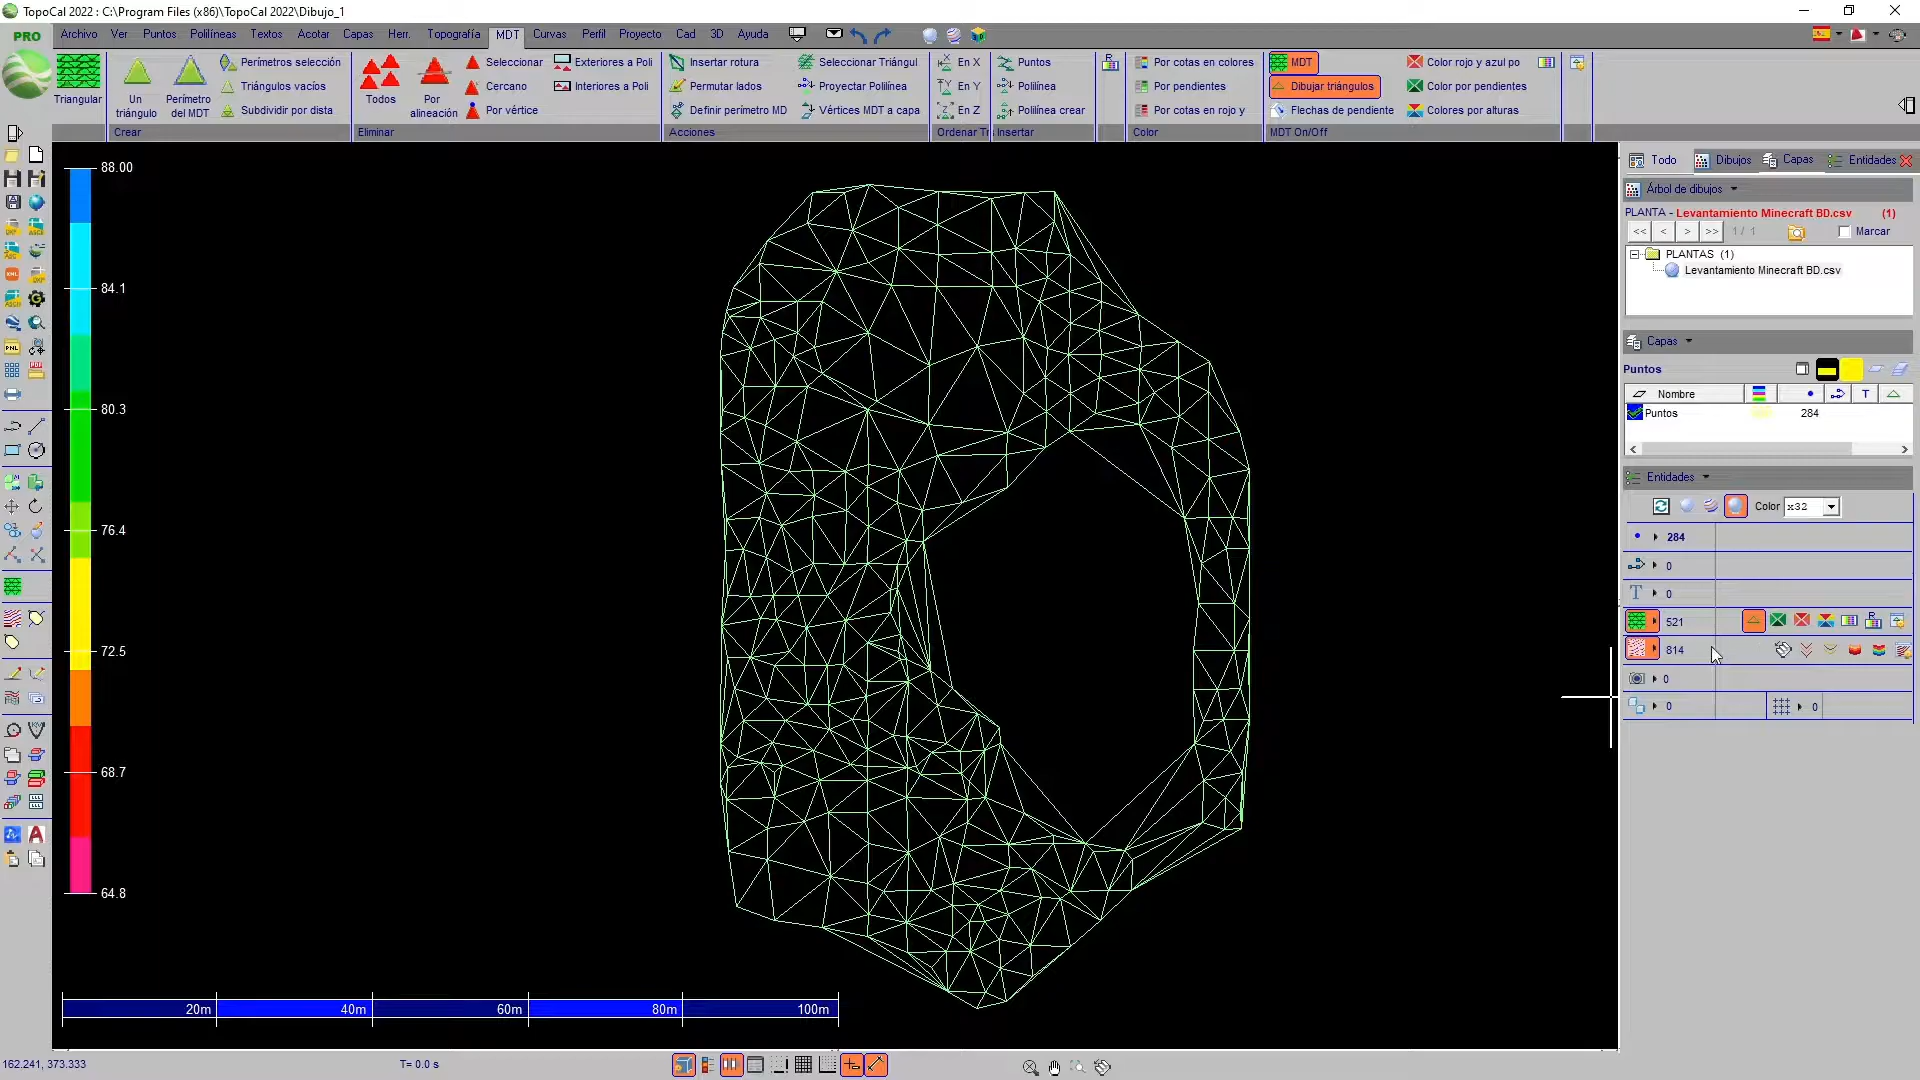 TopoCal 2022 : C:\Program Files (x86)\TopoCal 2022\Dibujo_1
PRO
Archivo Ver Puntos Polilíneas Textos Acotar Capas Herr. Topografía MDT Curvas Perfil Proyecto Cad 3D Ayuda
Triangular
Un triángulo
Perímetro del MDT
Perímetros selección
Triángulos vacíos
Subdividir por dista
Crear
Todos
Por alineación
Seleccionar
Cercano
Por vértice
Exteriores a Poli
Interiores a Poli
Eliminar
Insertar rotura
Permutar lados
Definir perímetro MD
Seleccionar Triángul
Proyectar Polilínea
Vértices MDT a capa
Acciones
En X
En Y
En Z
Ordenar Tr
Puntos
Polilínea
Polilínea crear
Insertar
Por cotas en colores
Por pendientes
Por cotas en rojo y
Color
MDT
Dibujar triángulos
Flechas de pendiente
Color rojo y azul po
Color por pendientes
Colores por alturas
MDT On/Off
88.00
84.1
80.3
76.4
72.5
68.7
64.8
20m 40m 60m 80m 100m
Todo Dibujos Capas Entidades
Árbol de dibujos
PLANTA - Levantamiento Minecraft BD.csv (1)
<< < > >> 1 / 1 Marcar
PLANTAS (1)
Levantamiento Minecraft BD.csv
Capas
Puntos
Nombre T
Puntos 284
Entidades
Color x32
284
0
T 0
521
814
0
0 0
162.241, 373.333 T= 0.0 s